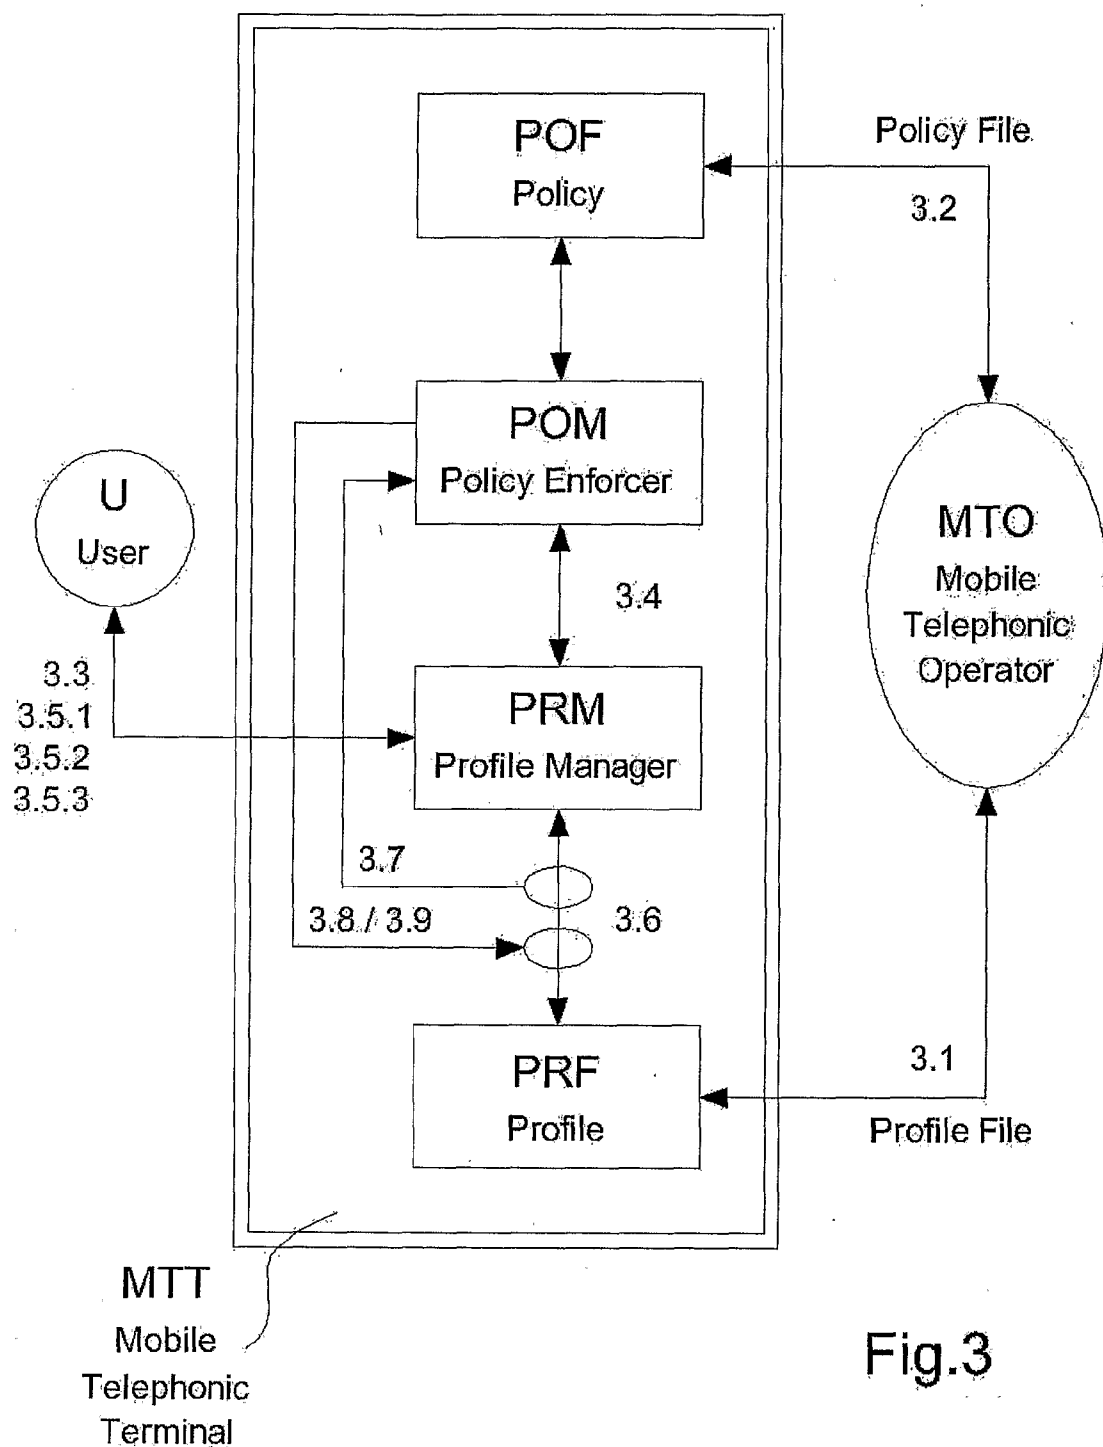 POF
Policy
Policy File
3.2
POM
Policy Enforcer
U
User
MTO
Mobile
Telephonic
Operator
3.4
3.3
3.5.1
3.5.2
3.5.3
PRM
Profile Manager
3.7
3.8 / 3.9
3.6
PRF
Profile
3.1
Profile File
MTT
Mobile
Telephonic
Terminal
Fig.3